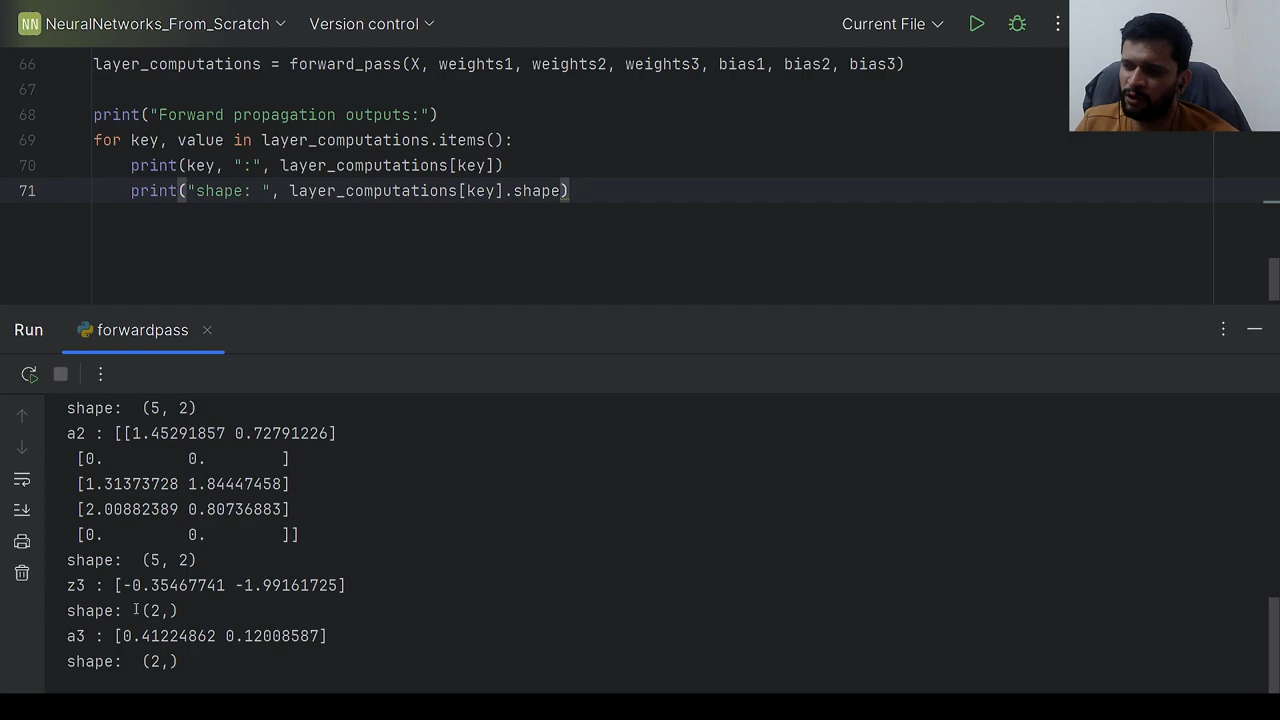 NN NeuralNetworks_From_Scratch Version control Current File
66 layer_computations = forward_pass(X, weights1, weights2, weights3, bias1, bias2, bias3)
67
68 print("Forward propagation outputs:")
69 for key, value in layer_computations.items():
70 print(key, ":", layer_computations[key])
71 print("shape: ", layer_computations[key].shape)
Run forwardpass
shape:  (5, 2)
a2 : [[1.45291857 0.72791226]
[0.         0.        ]
[1.31373728 1.84447458]
[2.00882389 0.80736883]
[0.         0.        ]]
shape:  (5, 2)
z3 : [-0.35467741 -1.99161725]
shape:  (2,)
a3 : [0.41224862 0.12008587]
shape:  (2,)